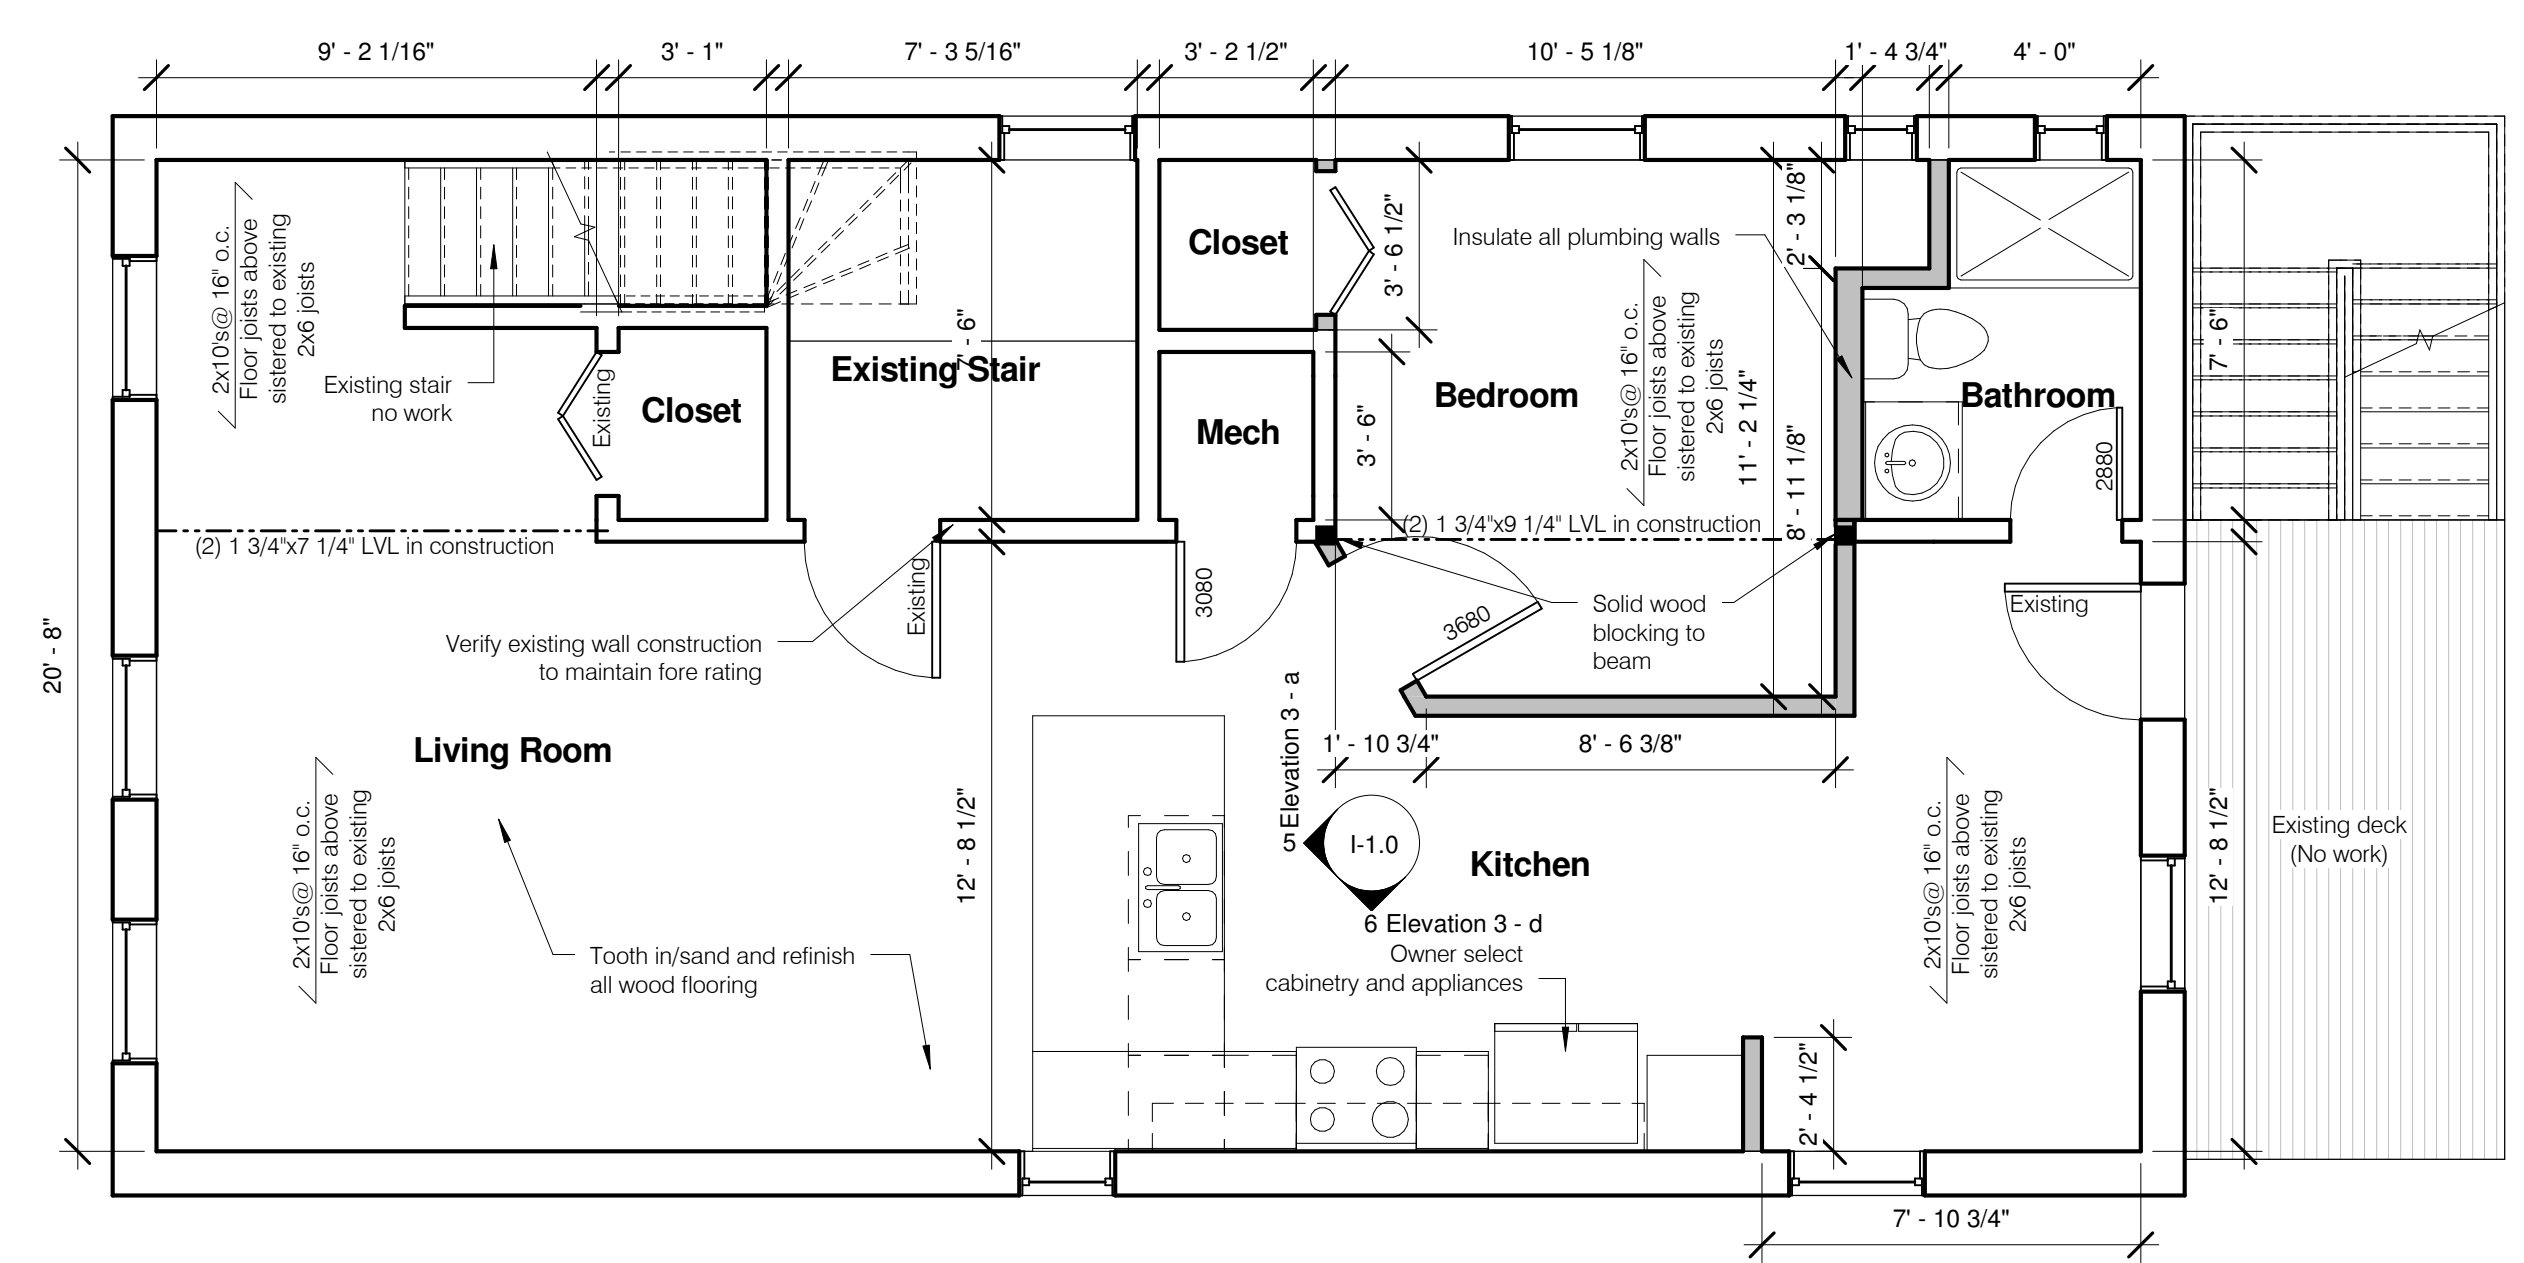 9' - 2 1/16"
3' - 1"
7' - 3 5/16"
3' - 2 1/2"
10' - 5 1/8"
1' - 4 3/4"
4' - 0"
2x10's@ 16" o.c.
Floor joists above
sistered to existing
2x6 joists
Existing stair
no work
Existing
Closet
7' - 6"
Existing Stair
Closet
Mech
3' - 6 1/2"
3' - 6"
Insulate all plumbing walls
Bedroom
2x10's@ 16" o.c.
Floor joists above
sistered to existing
2x6 joists
11' - 2 1/4"
2' - 3 1/8"
8' - 11 1/8"
Bathroom
2880
7' - 6"
(2) 1 3/4"x7 1/4" LVL in construction
(2) 1 3/4"x9 1/4" LVL in construction
20' - 8"
Existing
3080
3680
Solid wood
blocking to
beam
Existing
Verify existing wall construction
to maintain fore rating
Living Room
1' - 10 3/4"
8' - 6 3/8"
2x10's@ 16" o.c.
Floor joists above
sistered to existing
2x6 joists
12' - 8 1/2"
5
Elevation 3 - a
I-1.0
6 Elevation 3 - d
Kitchen
2x10's@ 16" o.c.
Floor joists above
sistered to existing
2x6 joists
12' - 8 1/2"
Existing deck
(No work)
Tooth in/sand and refinish
all wood flooring
Owner select
cabinetry and appliances
2' - 4 1/2"
7' - 10 3/4"